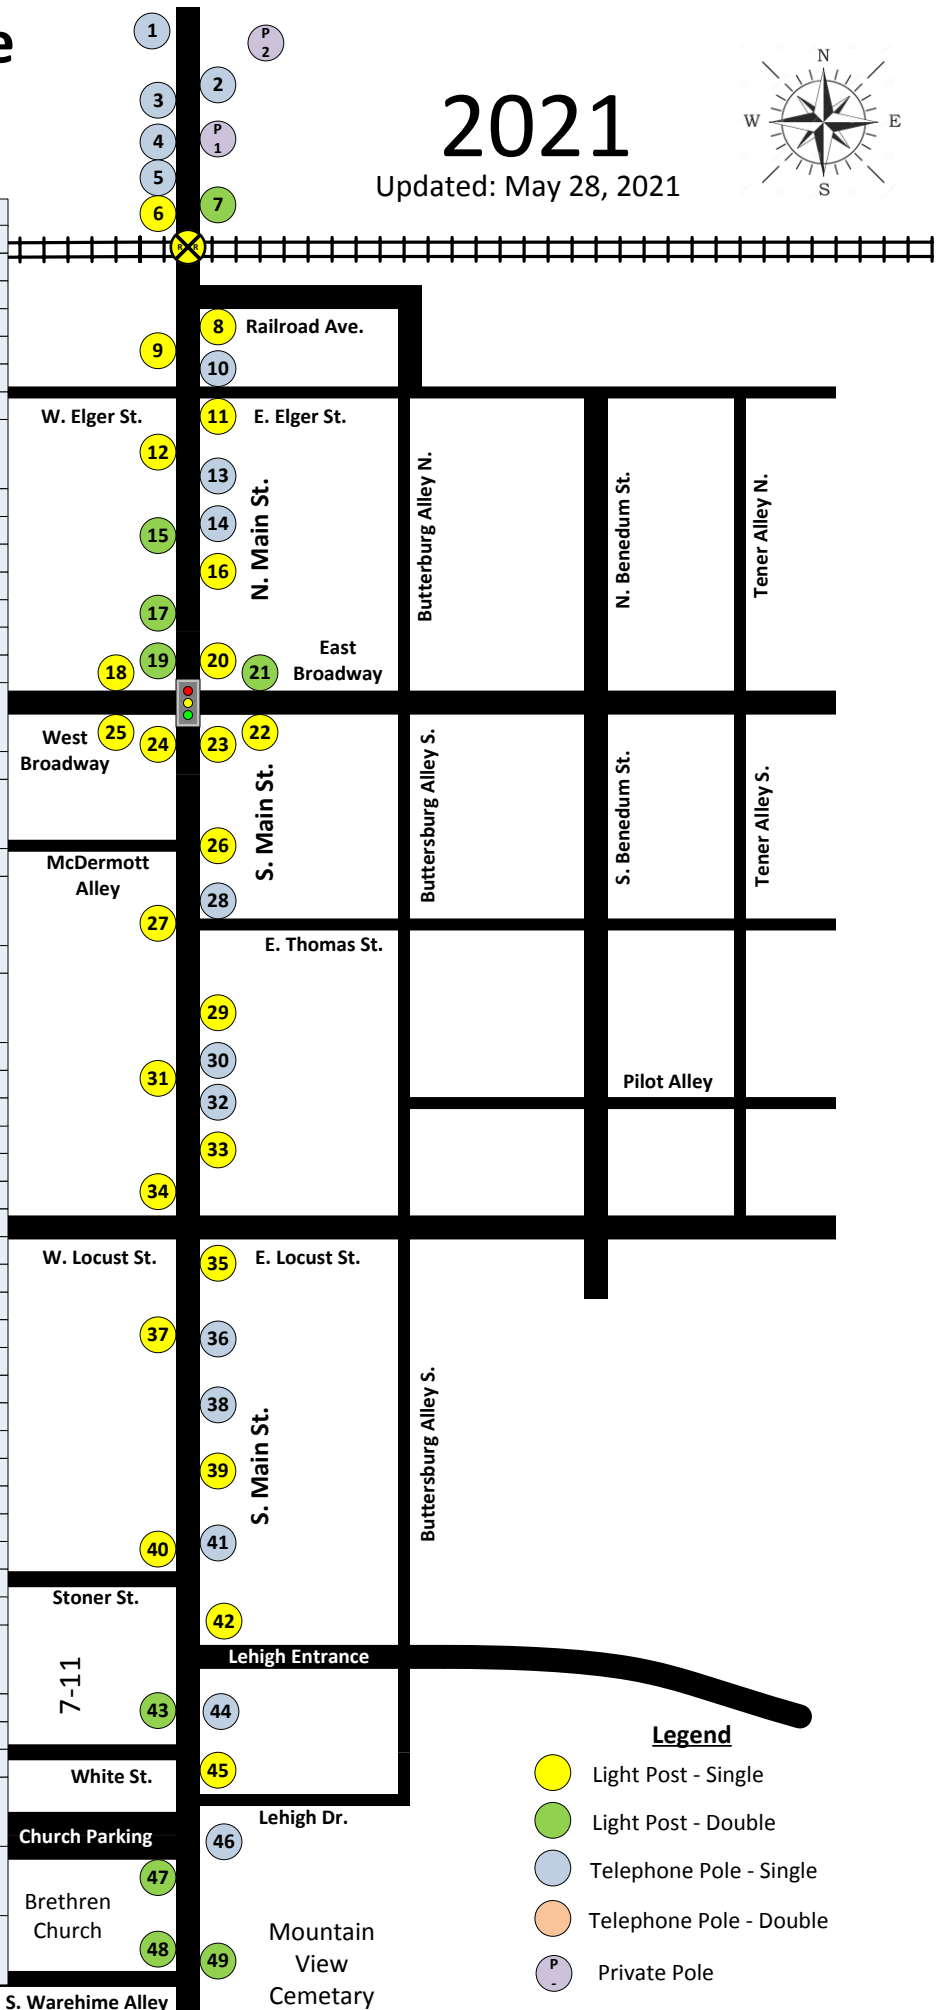 e
1
P
2
2021
Updated: May 28, 2021
N
W
E
S
2
3
P
1
4
5
6
7
R R
8
Railroad Ave.
9
10
W. Elger St.
11
E. Elger St.
12
13
N. Main St.
14
15
16
Butterburg Alley N.
N. Benedum St.
Tener Alley N.
17
18
19
20
21
East
Broadway
West
Broadway
25
24
23
22
S. Main St.
Buttersburg Alley S.
S. Benedum St.
Tener Alley S.
26
McDermott
Alley
28
27
E. Thomas St.
29
30
31
32
Pilot Alley
33
34
W. Locust St.
35
E. Locust St.
37
36
38
S. Main St.
Buttersburg Alley S.
39
40
41
Stoner St.
42
Lehigh Entrance
7-11
43
44
White St.
45
Lehigh Dr.
Church Parking
46
47
Brethren
Church
48
49
Mountain
View
Cemetary
S. Warehime Alley
Legend
Light Post - Single
Light Post - Double
Telephone Pole - Single
Telephone Pole - Double
P
-
Private Pole